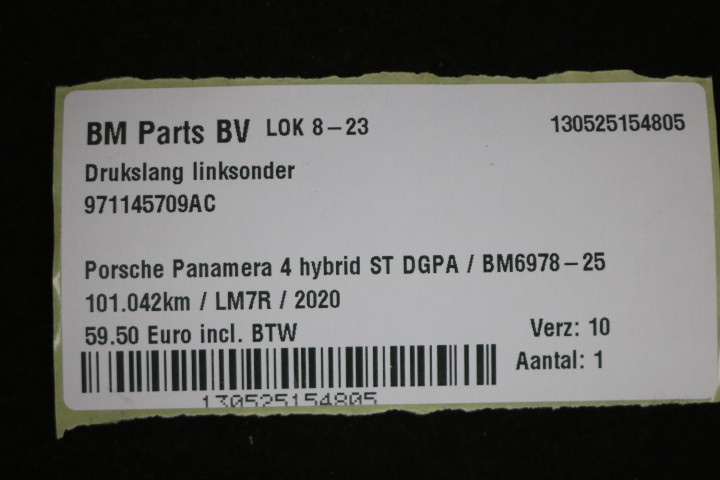 BM Parts BV LOK 8-23 130525154805
Drukslang linksonder
971145709AC
Porsche Panamera 4 hybrid ST DGPA / BM6978-25
101.042km / LM7R / 2020
59.50 Euro incl. BTW Verz: 10
Aantal: 1
130525154805